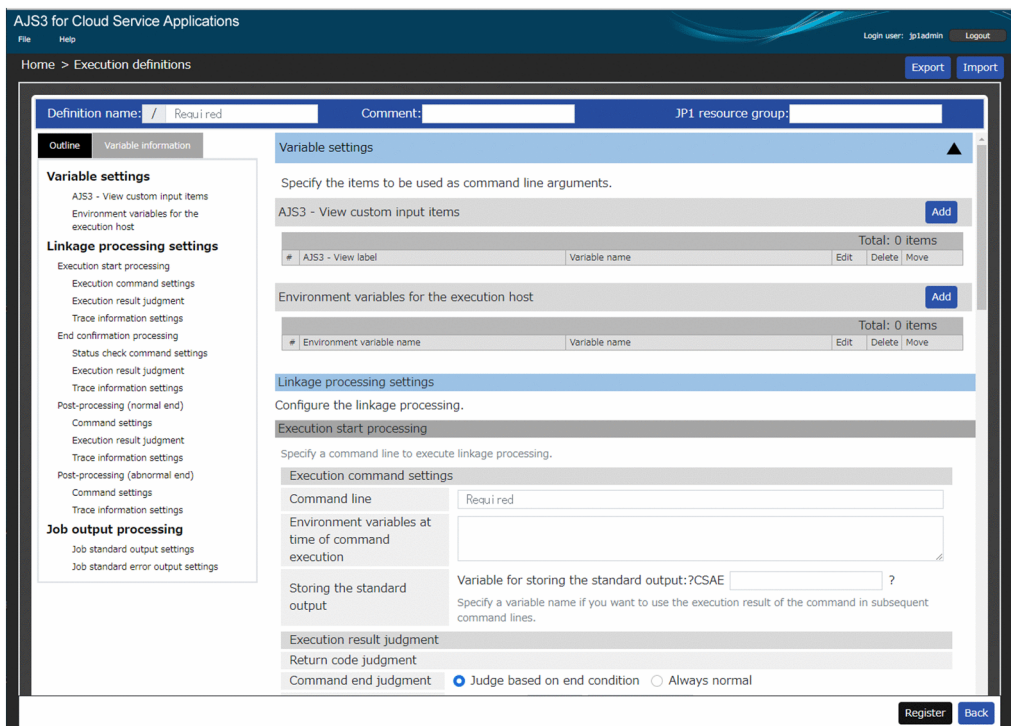 AJS3 for Cloud Service Applications
File Help
Login user: jp1admin Logout
Home > Execution definitions
Export Import
Definition name: / Required Comment: JP1 resource group:
Outline Variable information
Variable settings
AJS3 - View custom input items
Environment variables for the
execution host
Linkage processing settings
Execution start processing
Execution command settings
Execution result judgment
Trace information settings
End confirmation processing
Status check command settings
Execution result judgment
Trace information settings
Post-processing (normal end)
Command settings
Execution result judgment
Trace information settings
Post-processing (abnormal end)
Command settings
Trace information settings
Job output processing
Job standard output settings
Job standard error output settings
Variable settings
Specify the items to be used as command line arguments.
AJS3 - View custom input items Add
Total: 0 items
# AJS3 - View label Variable name Edit Delete Move
Environment variables for the execution host Add
Total: 0 items
# Environment variable name Variable name Edit Delete Move
Linkage processing settings
Configure the linkage processing.
Execution start processing
Specify a command line to execute linkage processing.
Execution command settings
Command line Required
Environment variables at
time of command
execution
Storing the standard
output
Variable for storing the standard output:?CSAE ?
Specify a variable name if you want to use the execution result of the command in subsequent
command lines.
Execution result judgment
Return code judgment
Command end judgment Judge based on end condition Always normal
Register Back